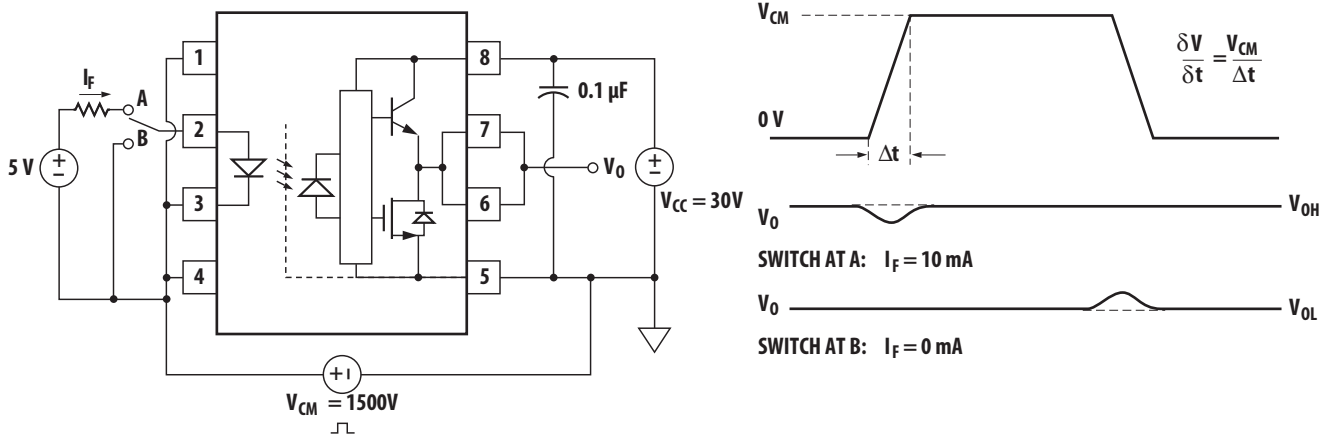 1
2
3
4
8
7
6
5
I_F
A
B
5 V
+
−
0.1 µF
V_O
+
−
V_CC = 30V
+
−
V_CM = 1500V
V_CM
0 V
Δt
δV/δt = V_CM/Δt
V_O
V_OH
SWITCH AT A: I_F = 10 mA
V_O
V_OL
SWITCH AT B: I_F = 0 mA